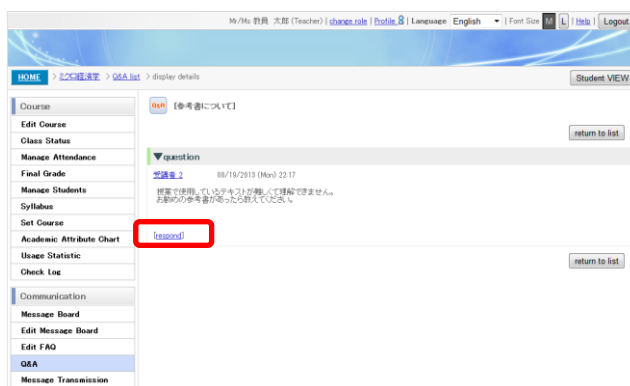 Mr/Ms 教員 太郎 (Teacher) | change role | Profile | Language English | Font Size M L | Help | Logout
HOME > ミクロ経済学 > Q&A list > display details
Student VIEW
Course
Edit Course
Class Status
Manage Attendance
Final Grade
Manage Students
Syllabus
Set Course
Academic Attribute Chart
Usage Statistic
Check Log
Communication
Message Board
Edit Message Board
Edit FAQ
Q&A
Message Transmission
Q&A [参考書について]
return to list
▼question
受講者 2 08/19/2013 (Mon) 22:17
授業で使用しているテキストが難しくて理解できません。
お勧めの参考書があったら教えてください。
[respond]
return to list